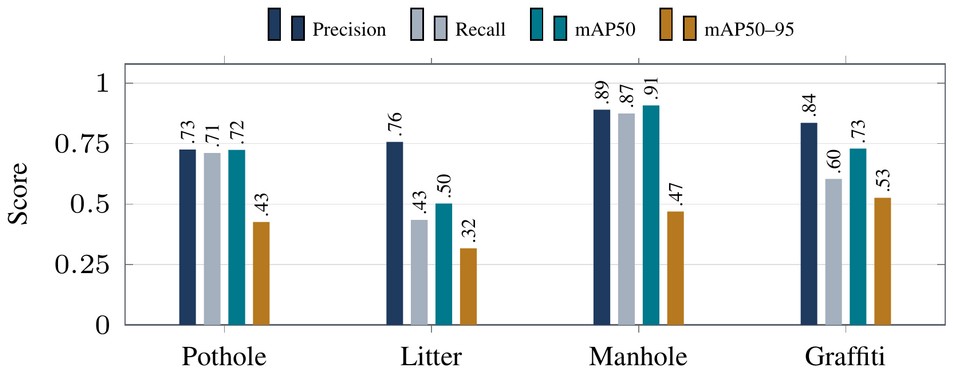 Precision Recall mAP50 mAP50–95
Score
1
0.75
0.5
0.25
0
.73 .71 .72 .43
.76 .43 .50 .32
.89 .87 .91 .47
.84 .60 .73 .53
Pothole Litter Manhole Graffiti